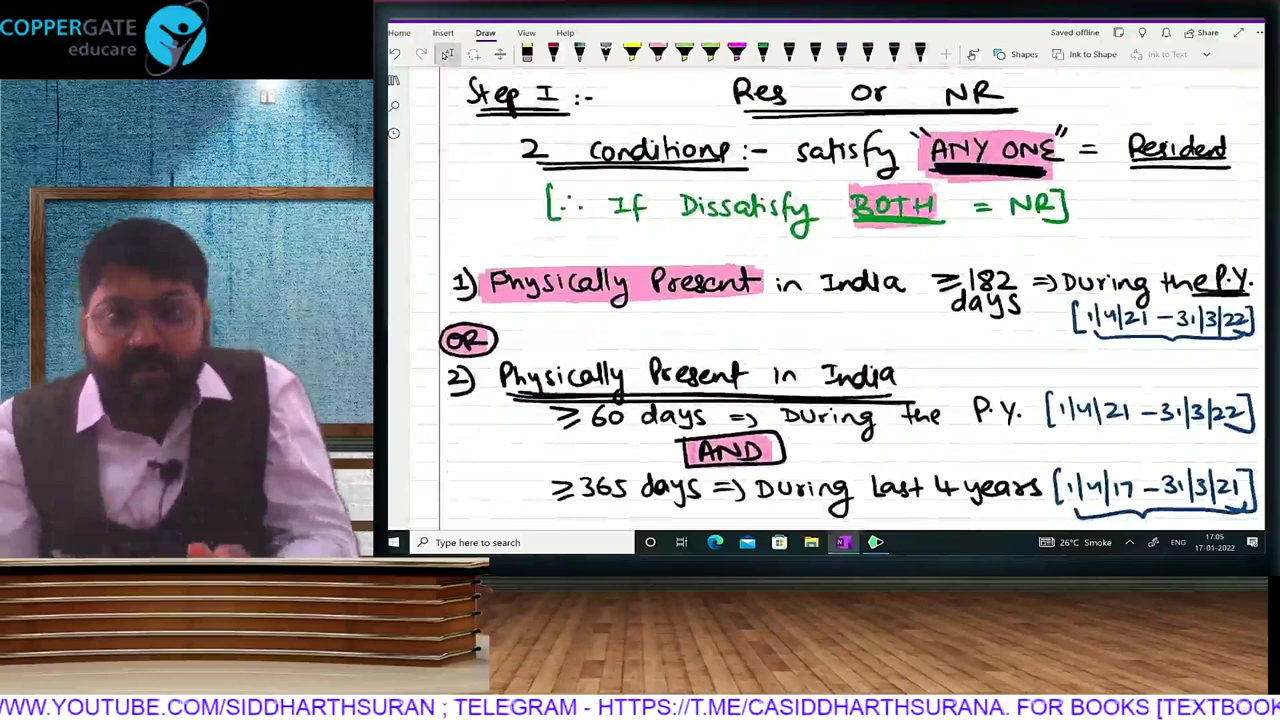 COPPERGATE
educare
Home Insert Draw View Help Saved offline Share
Shapes Ink to Shape Ink to Text
Step I :- Res Or NR
2 conditions :- satisfy "ANY ONE" = Resident
[∴ If Dissatisfy BOTH = NR]
1) Physically Present in India ≥ 182 days => During the P.Y.
[1/4/21 - 31/3/22]
OR
2) Physically Present in India
≥ 60 days => During the P.Y. [1/4/21 - 31/3/22]
AND
≥ 365 days => During last 4 years [1/4/17 - 31/3/21]
Type here to search 26°C Smoke ENG 17:05
17-01-2022
WWW.YOUTUBE.COM/SIDDHARTHSURAN ; TELEGRAM - HTTPS://T.ME/CASIDDHARTHSURANA. FOR BOOKS [TEXTBOOK